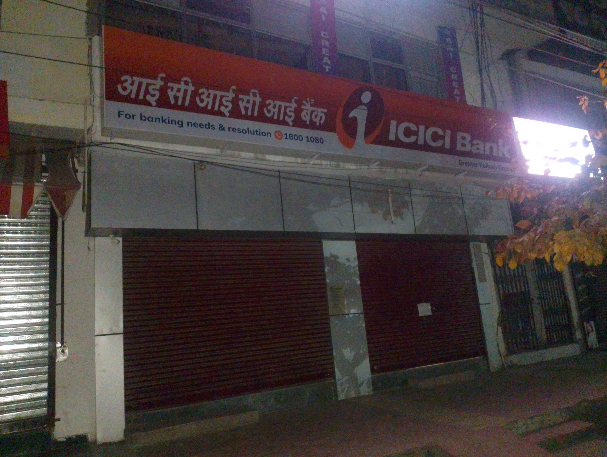 आई सी आई सी आई बैंक
For banking needs & resolution 1800 1080
ICICI Bank